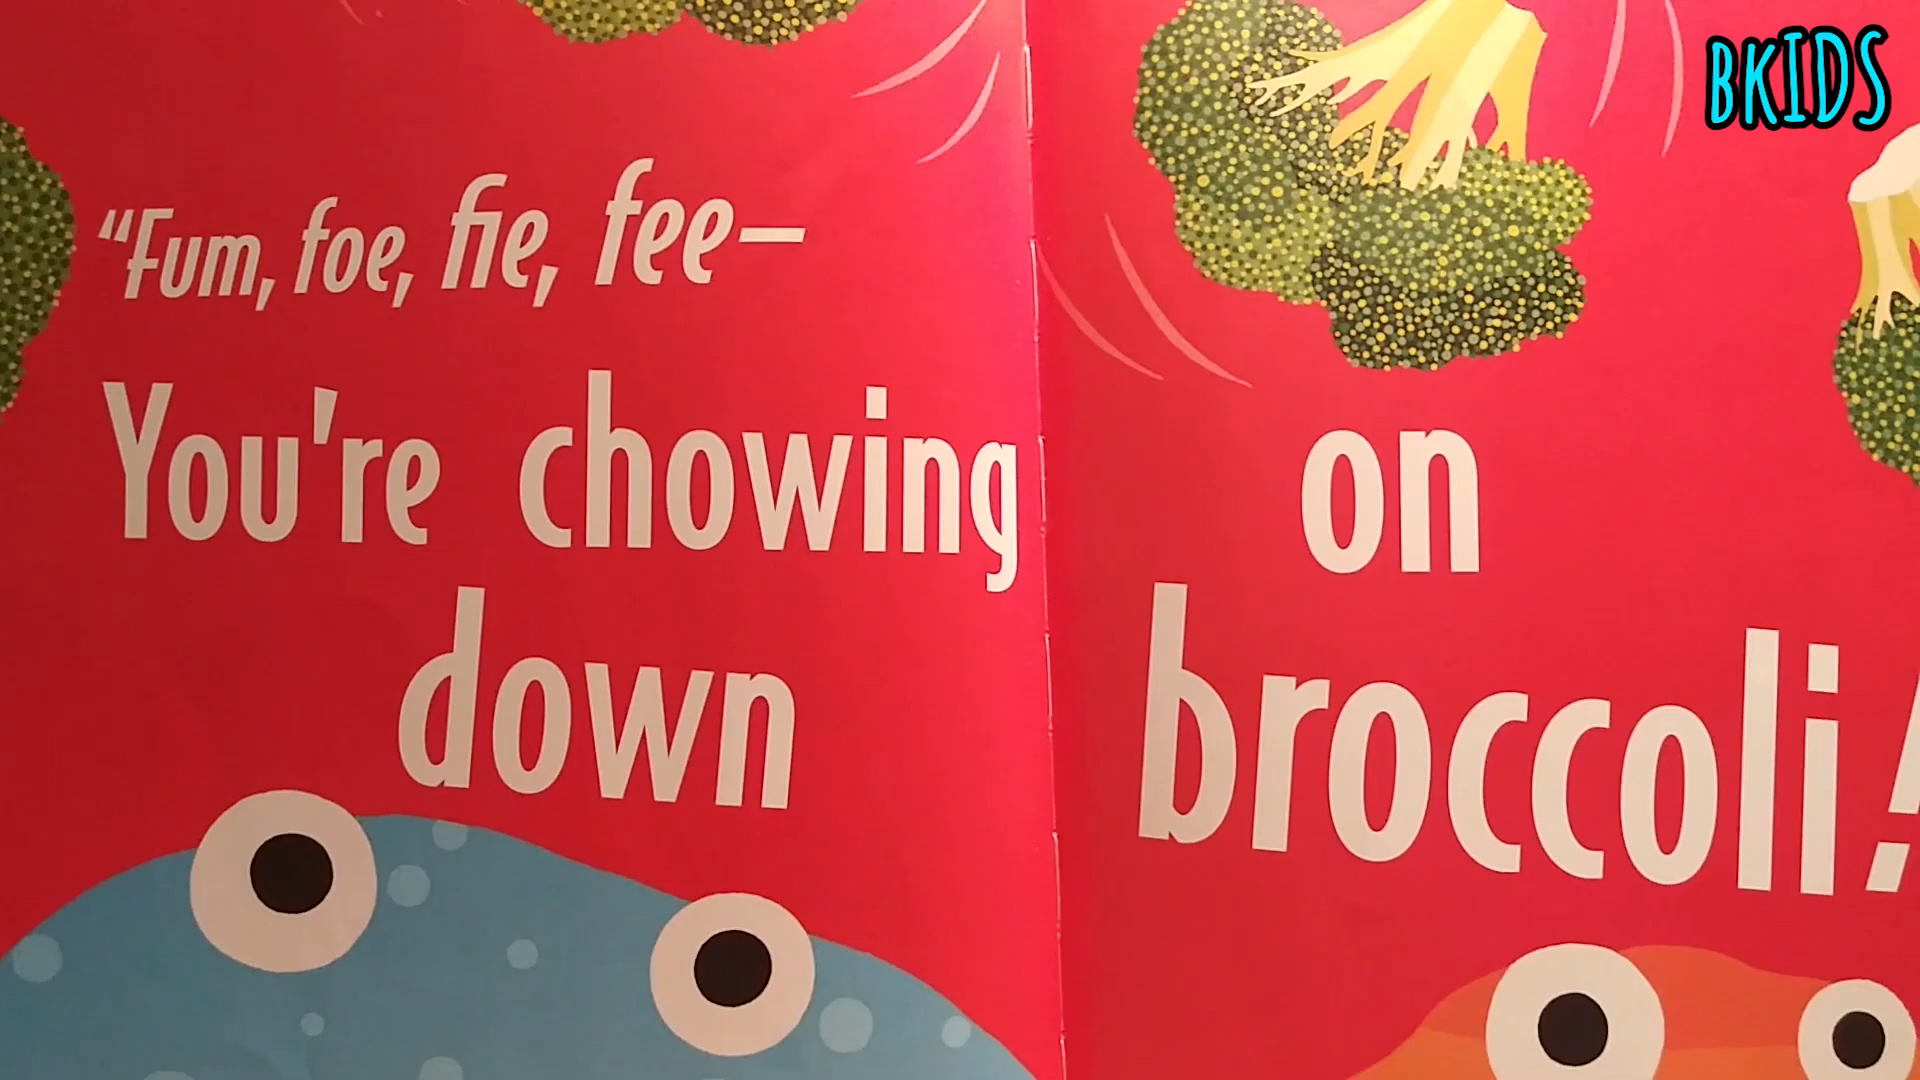 BKIDS
“Fum, foe, fie, fee—
You're chowing on
down broccoli!